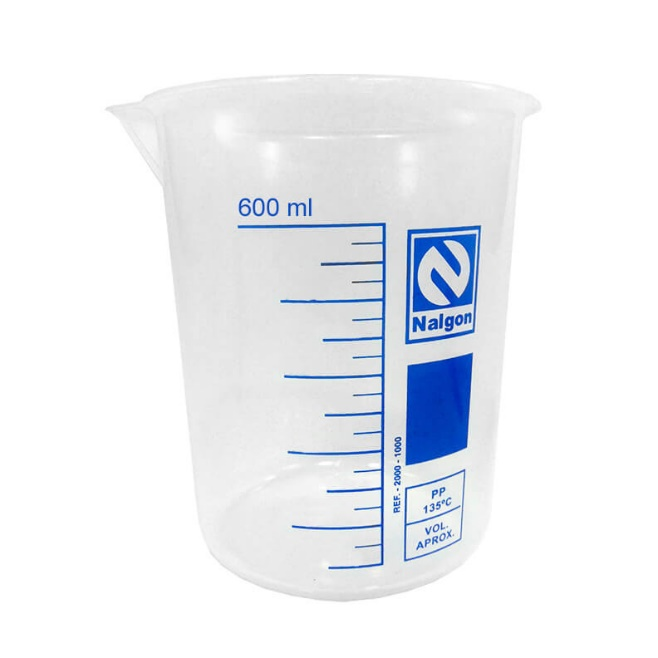 600 ml
Nalgon
REF. - 2000 - 1000
PP
135ºC
VOL.
APROX.